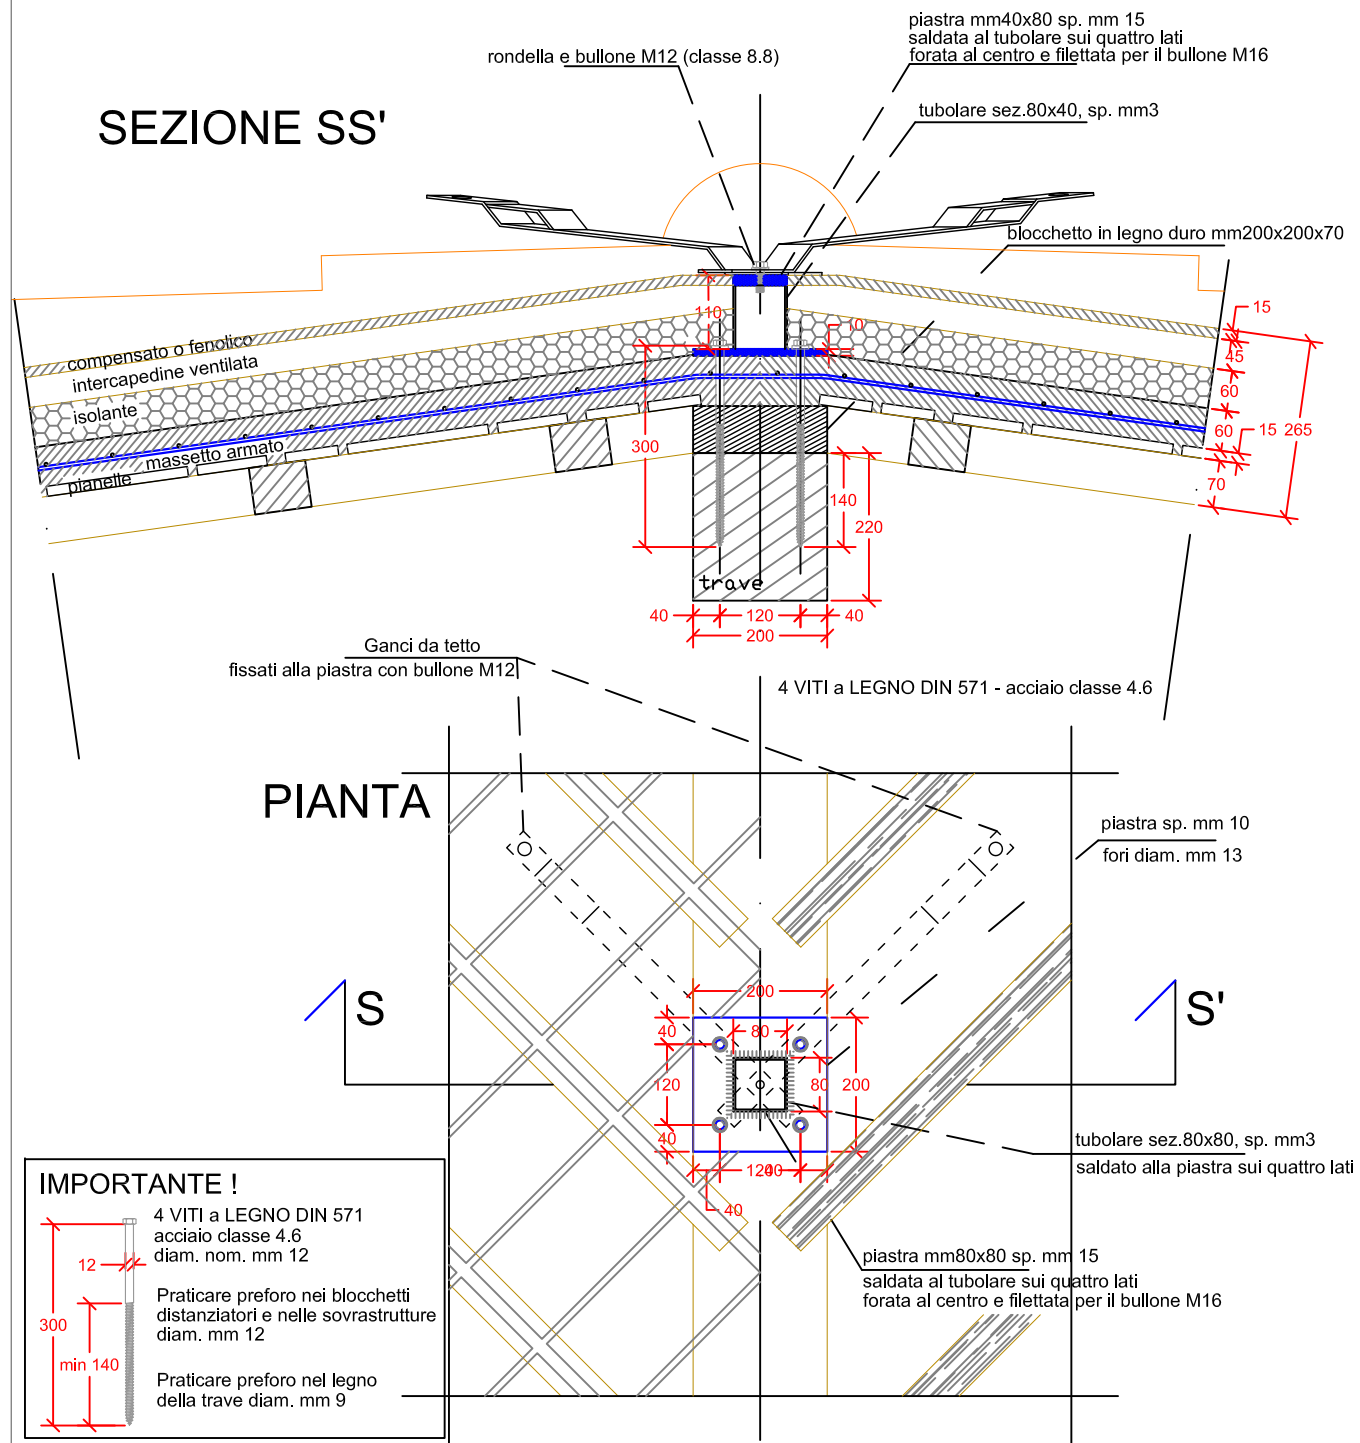 piastra mm40x80 sp. mm 15
saldata al tubolare sui quattro lati
forata al centro e filettata per il bullone M16
rondella e bullone M12 (classe 8.8)
tubolare sez.80x40, sp. mm3
SEZIONE SS'
blocchetto in legno duro mm200x200x70
compensato o fenolico
intercapedine ventilata
isolante
massetto armato
pianelle
110
10
15
45
60
60
15
265
70
300
140
220
trave
40
120
40
200
Ganci da tetto
fissati alla piastra con bullone M12
4 VITI a LEGNO DIN 571 - acciaio classe 4.6
PIANTA
piastra sp. mm 10
fori diam. mm 13
S
S'
200
40
80
120
80
200
40
120
40
40
tubolare sez.80x80, sp. mm3
saldato alla piastra sui quattro lati
piastra mm80x80 sp. mm 15
saldata al tubolare sui quattro lati
forata al centro e filettata per il bullone M16
IMPORTANTE !
4 VITI a LEGNO DIN 571
acciaio classe 4.6
diam. nom. mm 12
12
Praticare preforo nei blocchetti
distanziatori e nelle sovrastrutture
diam. mm 12
300
min 140
Praticare preforo nel legno
della trave diam. mm 9